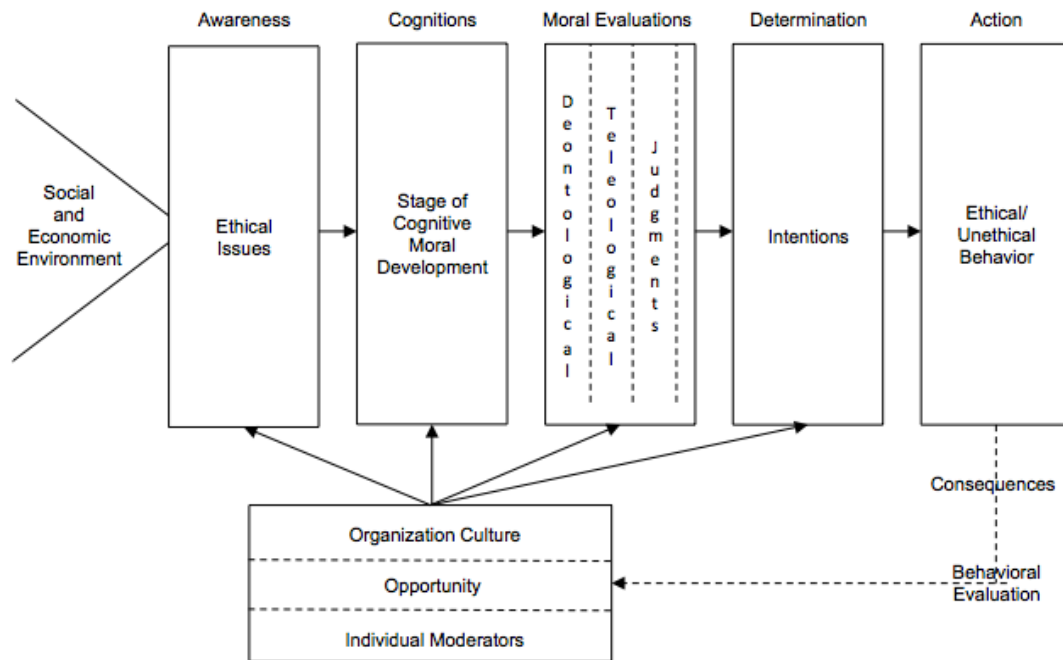 Awareness
Cognitions
Moral Evaluations
Determination
Action
Social
and
Economic
Environment
Ethical
Issues
Stage of
Cognitive
Moral
Development
Deontological
Teleological
Judgments
Intentions
Ethical/
Unethical
Behavior
Consequences
Organization Culture
Opportunity
Individual Moderators
Behavioral
Evaluation